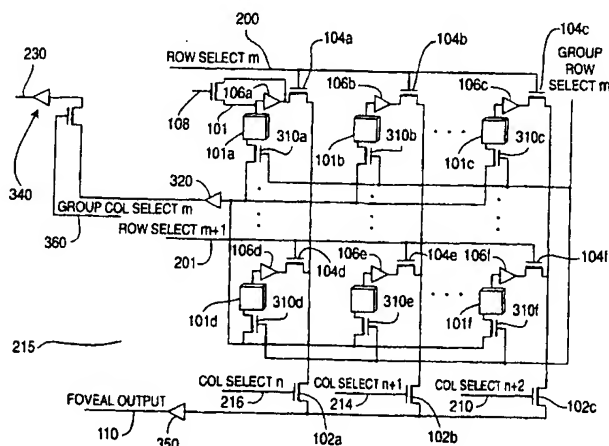 200
104a
104b
104c
230
ROW SELECT m
GROUP
ROW
SELECT m
106a
106b
106c
108
101
101a
310a
101b
310b
101c
310c
340
320
GROUP COL SELECT m
360
ROW SELECT m+1
201
106d
104d
106e
104e
106f
104f
101d
310d
101e
310e
101f
310f
215
COL SELECT n
COL SELECT n+1
COL SELECT n+2
216
214
210
FOVEAL OUTPUT
110
350
102a
102b
102c